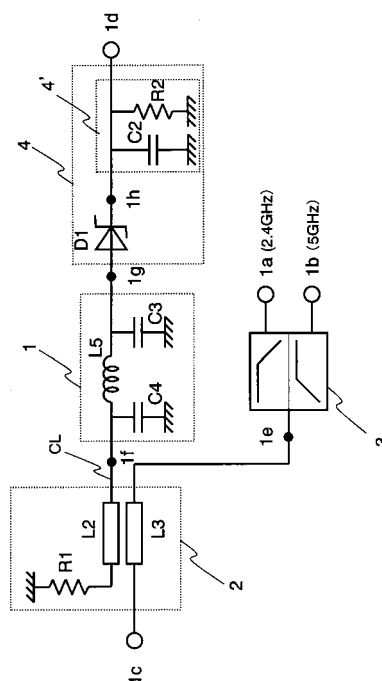 1d
4'
4
R2
C2
1h
D1
1g
1
C3
L5
C4
CL
1f
L2
L3
R1
2
1c
1a (2.4GHz)
1b (5GHz)
1e
3